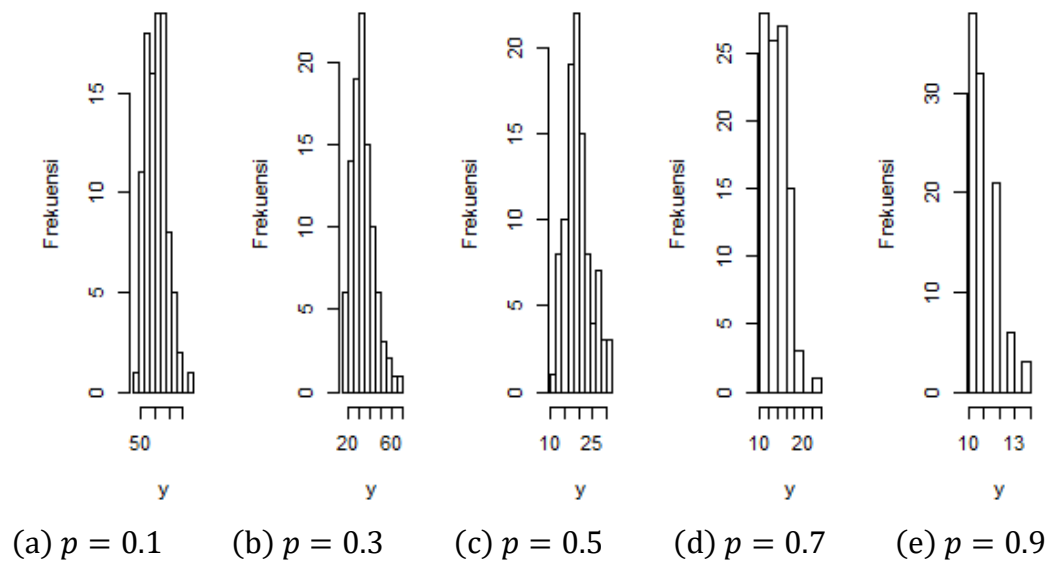 Frekuensi
0 5 10 15
50
y
(a) 𝑝 = 0.1
Frekuensi
0 5 10 15 20
20 60
y
(b) 𝑝 = 0.3
Frekuensi
0 5 10 15 20
10 25
y
(c) 𝑝 = 0.5
Frekuensi
0 5 10 15 20 25
10 20
y
(d) 𝑝 = 0.7
Frekuensi
0 10 20 30
10 13
y
(e) 𝑝 = 0.9